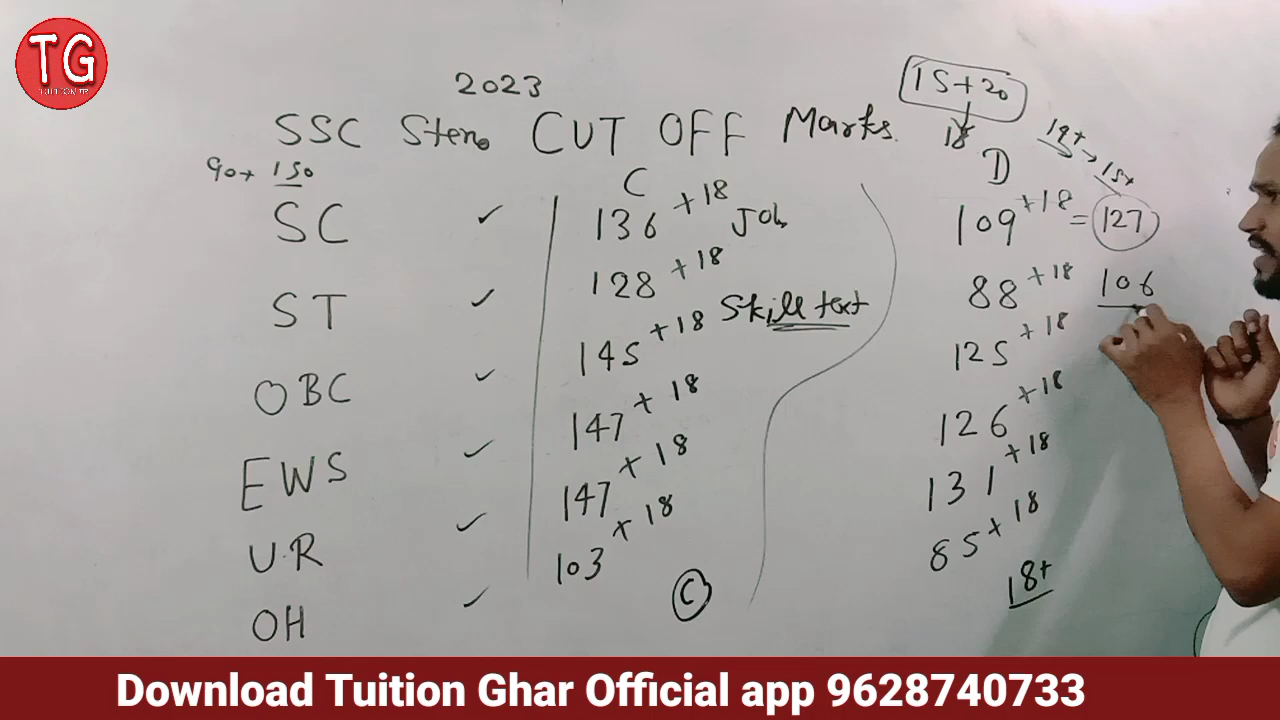 TG
2023
15+20
SSC Steno CUT OFF Marks.
18
18+
15+
90+ 150
C
D
SC ✓ 136 +18 Job 109 +18 = 127
ST ✓ 128 +18 88 +18 106
Skill text
OBC ✓ 145 +18 125 +18
EWS ✓ 147 +18 126 +18
UR ✓ 147 +18 131 +18
OH ✓ 103 +18 85 +18
C
18+
Download Tuition Ghar Official app 9628740733